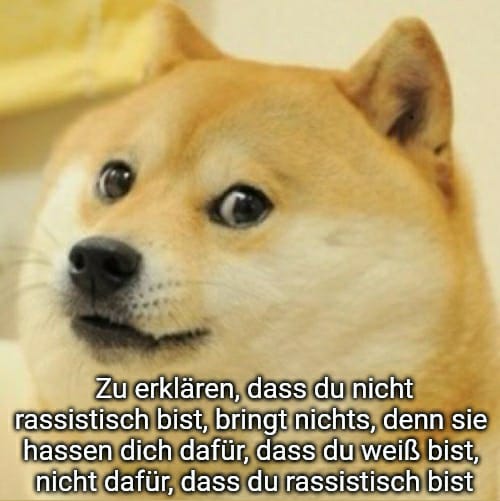 Zu erklären, dass du nicht
rassistisch bist, bringt nichts, denn sie
hassen dich dafür, dass du weiß bist,
nicht dafür, dass du rassistisch bist